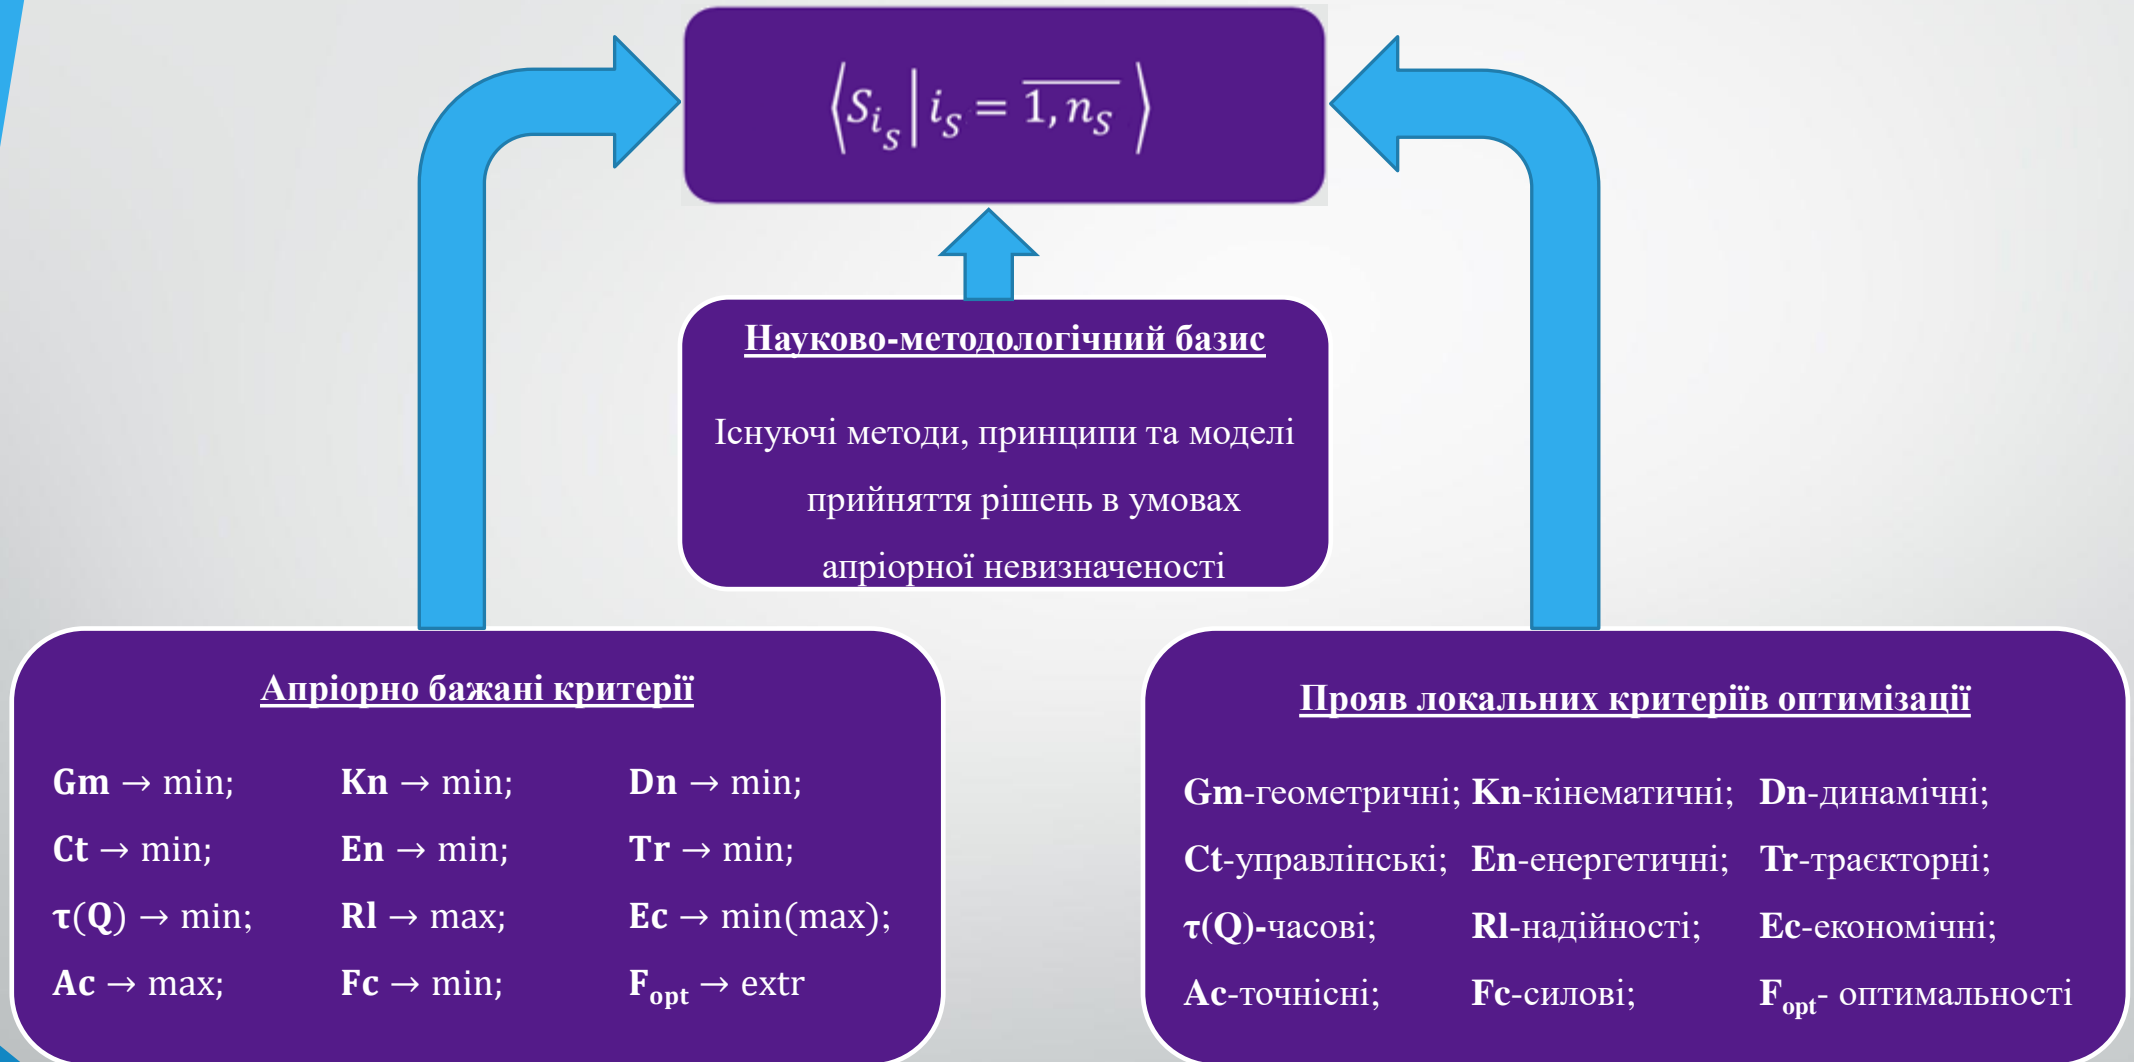 ⟨S_{i_S} | i_S = \overline{1, n_S} ⟩
Науково-методологічний базис
Існуючі методи, принципи та моделі
прийняття рішень в умовах
апріорної невизначеності
Апріорно бажані критерії
Gm → min; Kn → min; Dn → min;
Ct → min; En → min; Tr → min;
τ(Q) → min; Rl → max; Ec → min(max);
Ac → max; Fc → min; F_opt → extr
Прояв локальних критеріїв оптимізації
Gm-геометричні; Kn-кінематичні; Dn-динамічні;
Ct-управлінські; En-енергетичні; Tr-траєкторні;
τ(Q)-часові; Rl-надійності; Ec-економічні;
Ac-точнісні; Fc-силові; F_opt- оптимальності